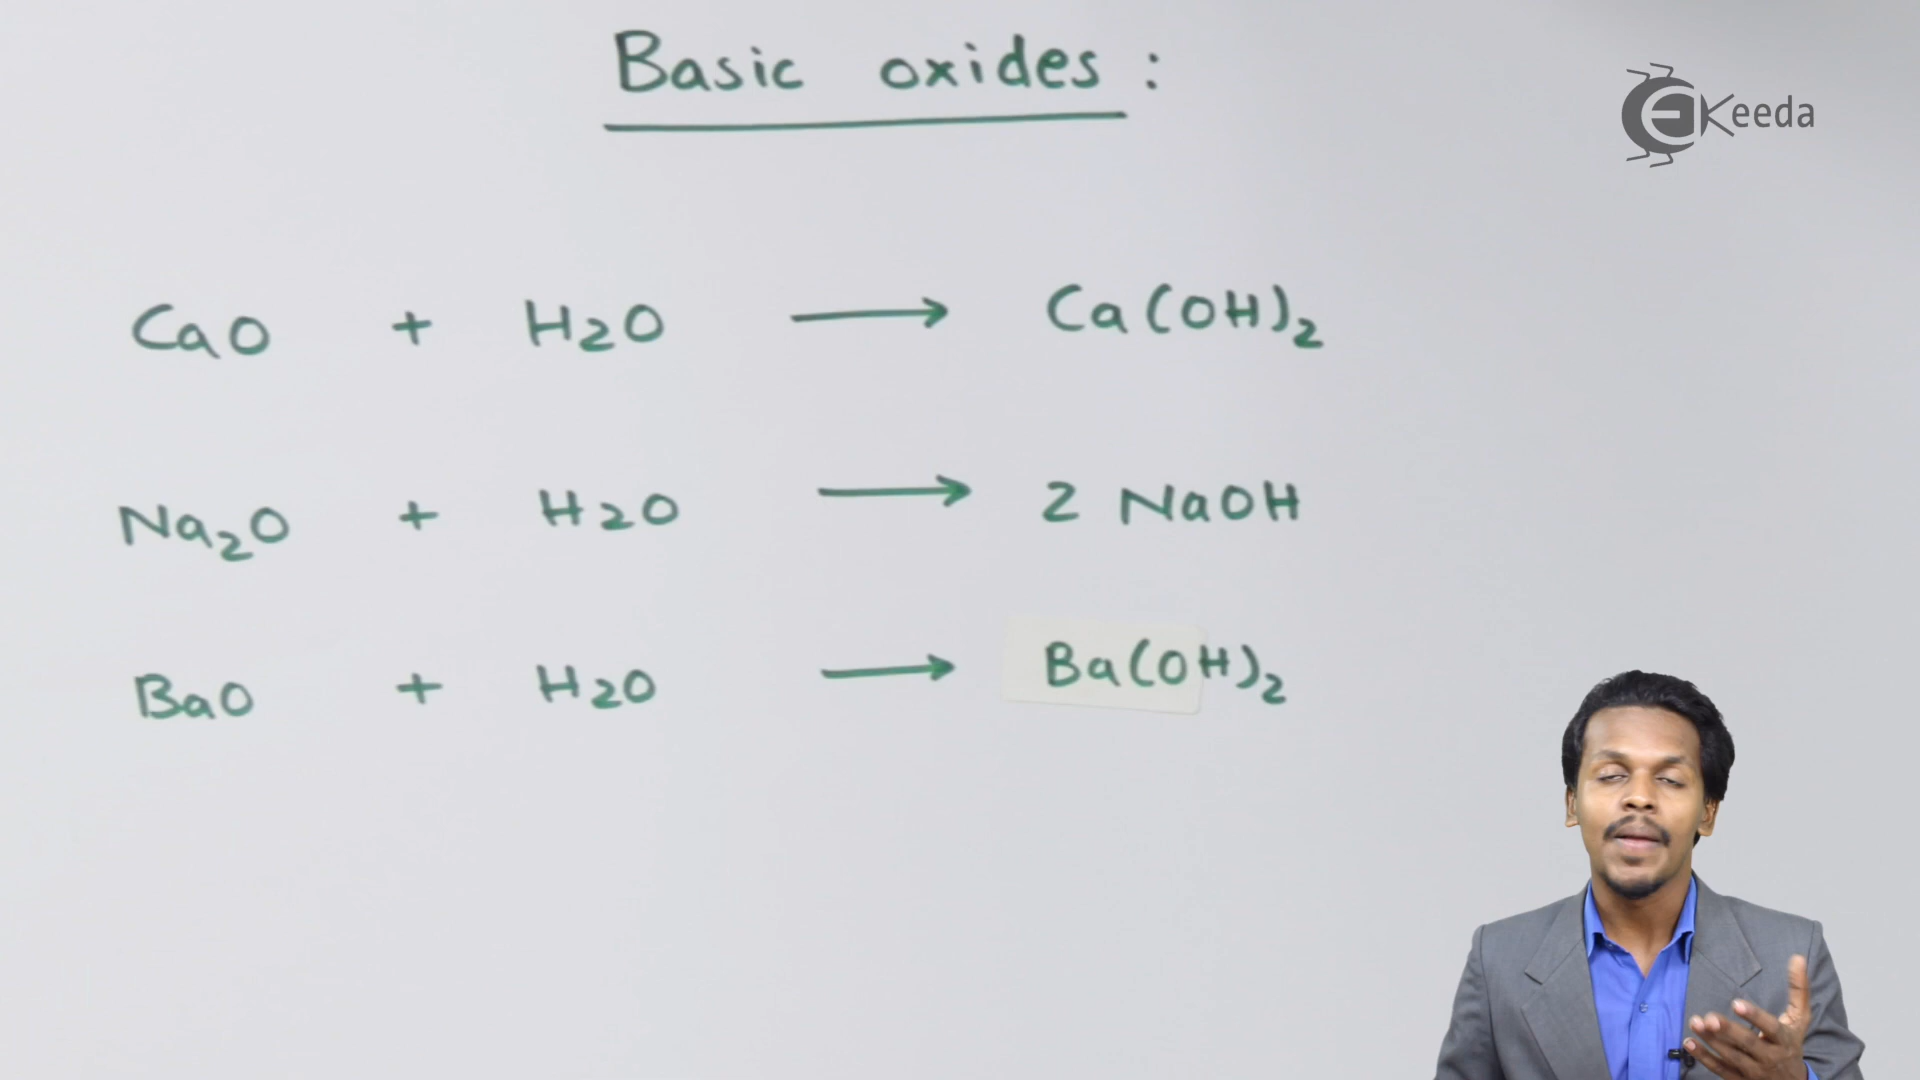 Basic oxides :
EKeeda
CaO + H2O → Ca(OH)2
Na2O + H2O → 2 NaOH
BaO + H2O → Ba(OH)2